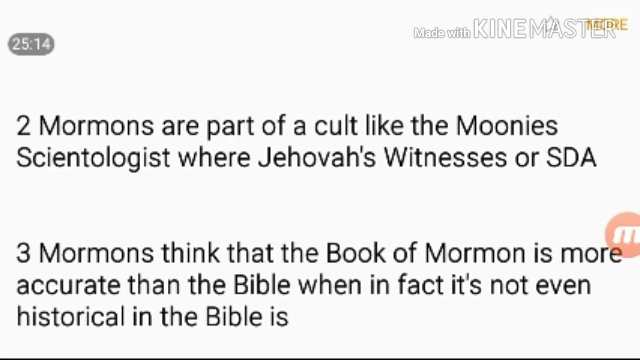 MORE
Made with KINEMASTER
25:14
2 Mormons are part of a cult like the Moonies
Scientologist where Jehovah's Witnesses or SDA
3 Mormons think that the Book of Mormon is more
accurate than the Bible when in fact it's not even
historical in the Bible is